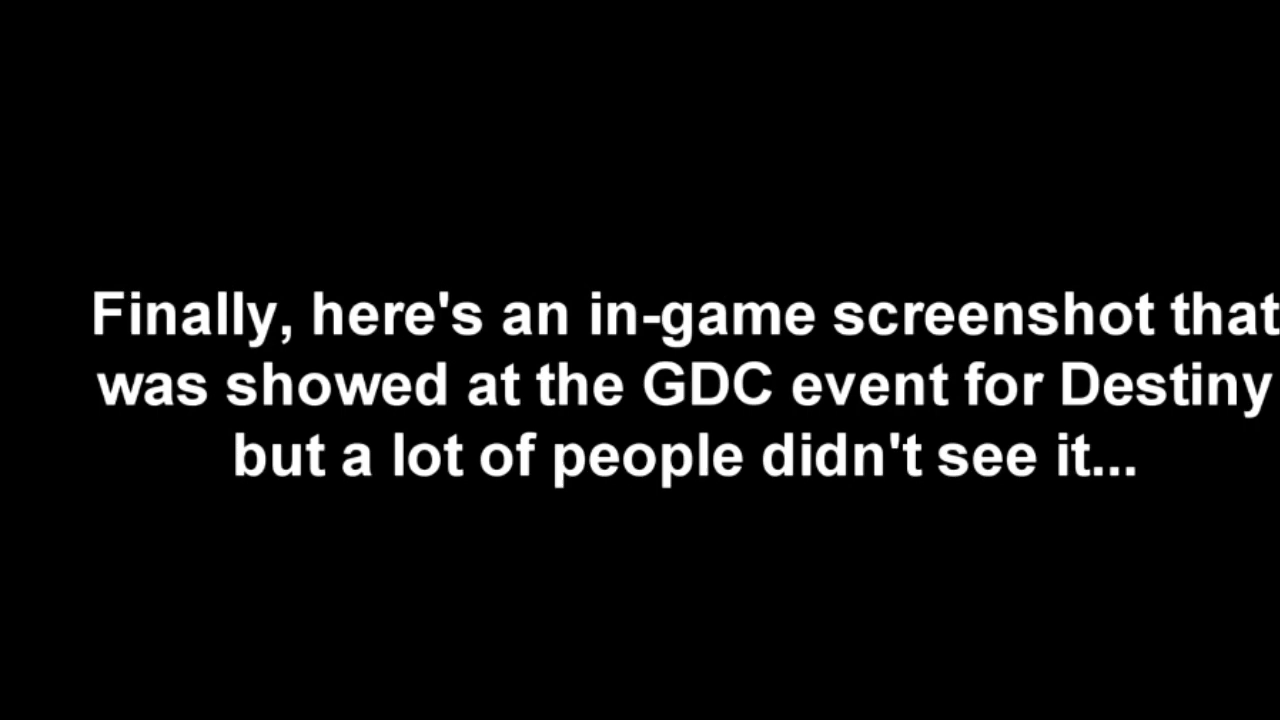 Finally, here's an in-game screenshot that
was showed at the GDC event for Destiny
but a lot of people didn't see it...